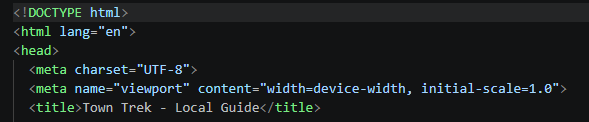 <!DOCTYPE html>
<html lang="en">
<head>
<meta charset="UTF-8">
<meta name="viewport" content="width=device-width, initial-scale=1.0">
<title>Town Trek - Local Guide</title>